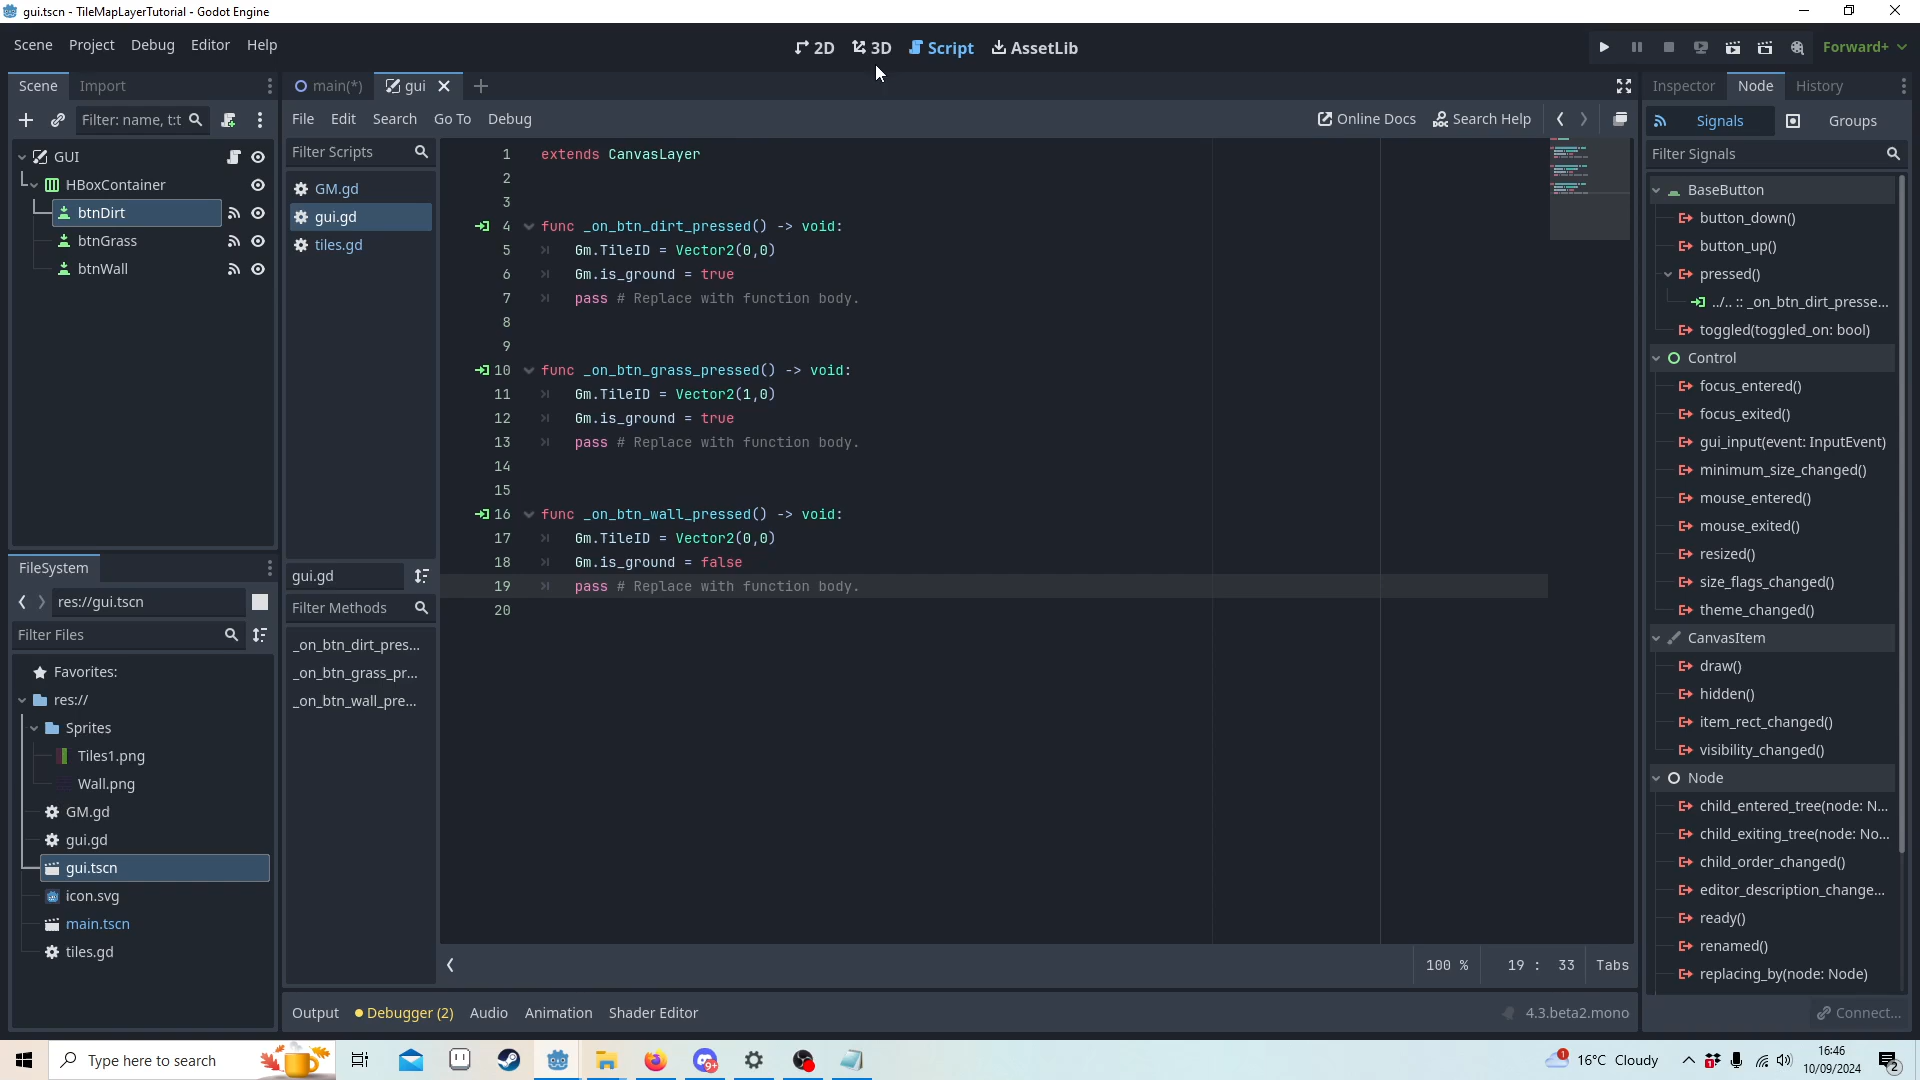 gui.tscn - TileMapLayerTutorial - Godot Engine
Scene Project Debug Editor Help
2D 3D Script AssetLib
Forward+
Scene Import
main(*) gui
Inspector Node History
Filter: name, t:t
File Edit Search Go To Debug
Online Docs Search Help
Signals Groups
GUI
HBoxContainer
btnDirt
btnGrass
btnWall
Filter Scripts
GM.gd
gui.gd
tiles.gd
1 extends CanvasLayer
2
3
4 func _on_btn_dirt_pressed() -> void:
5 Gm.TileID = Vector2(0,0)
6 Gm.is_ground = true
7 pass # Replace with function body.
8
9
10 func _on_btn_grass_pressed() -> void:
11 Gm.TileID = Vector2(1,0)
12 Gm.is_ground = true
13 pass # Replace with function body.
14
15
16 func _on_btn_wall_pressed() -> void:
17 Gm.TileID = Vector2(0,0)
18 Gm.is_ground = false
19 pass # Replace with function body.
20
Filter Signals
BaseButton
button_down()
button_up()
pressed()
../.. :: _on_btn_dirt_presse...
toggled(toggled_on: bool)
Control
focus_entered()
focus_exited()
gui_input(event: InputEvent)
minimum_size_changed()
mouse_entered()
mouse_exited()
resized()
size_flags_changed()
theme_changed()
CanvasItem
draw()
hidden()
item_rect_changed()
visibility_changed()
Node
child_entered_tree(node: N...
child_exiting_tree(node: No...
child_order_changed()
editor_description_change...
ready()
renamed()
replacing_by(node: Node)
Connect...
gui.gd
Filter Methods
_on_btn_dirt_pres...
_on_btn_grass_pr...
_on_btn_wall_pre...
FileSystem
res://gui.tscn
Filter Files
Favorites:
res://
Sprites
Tiles1.png
Wall.png
GM.gd
gui.gd
gui.tscn
icon.svg
main.tscn
tiles.gd
100 % 19 : 33 Tabs
Output Debugger (2) Audio Animation Shader Editor
4.3.beta2.mono
Type here to search
9+
1
16°C Cloudy
16:46
10/09/2024
2